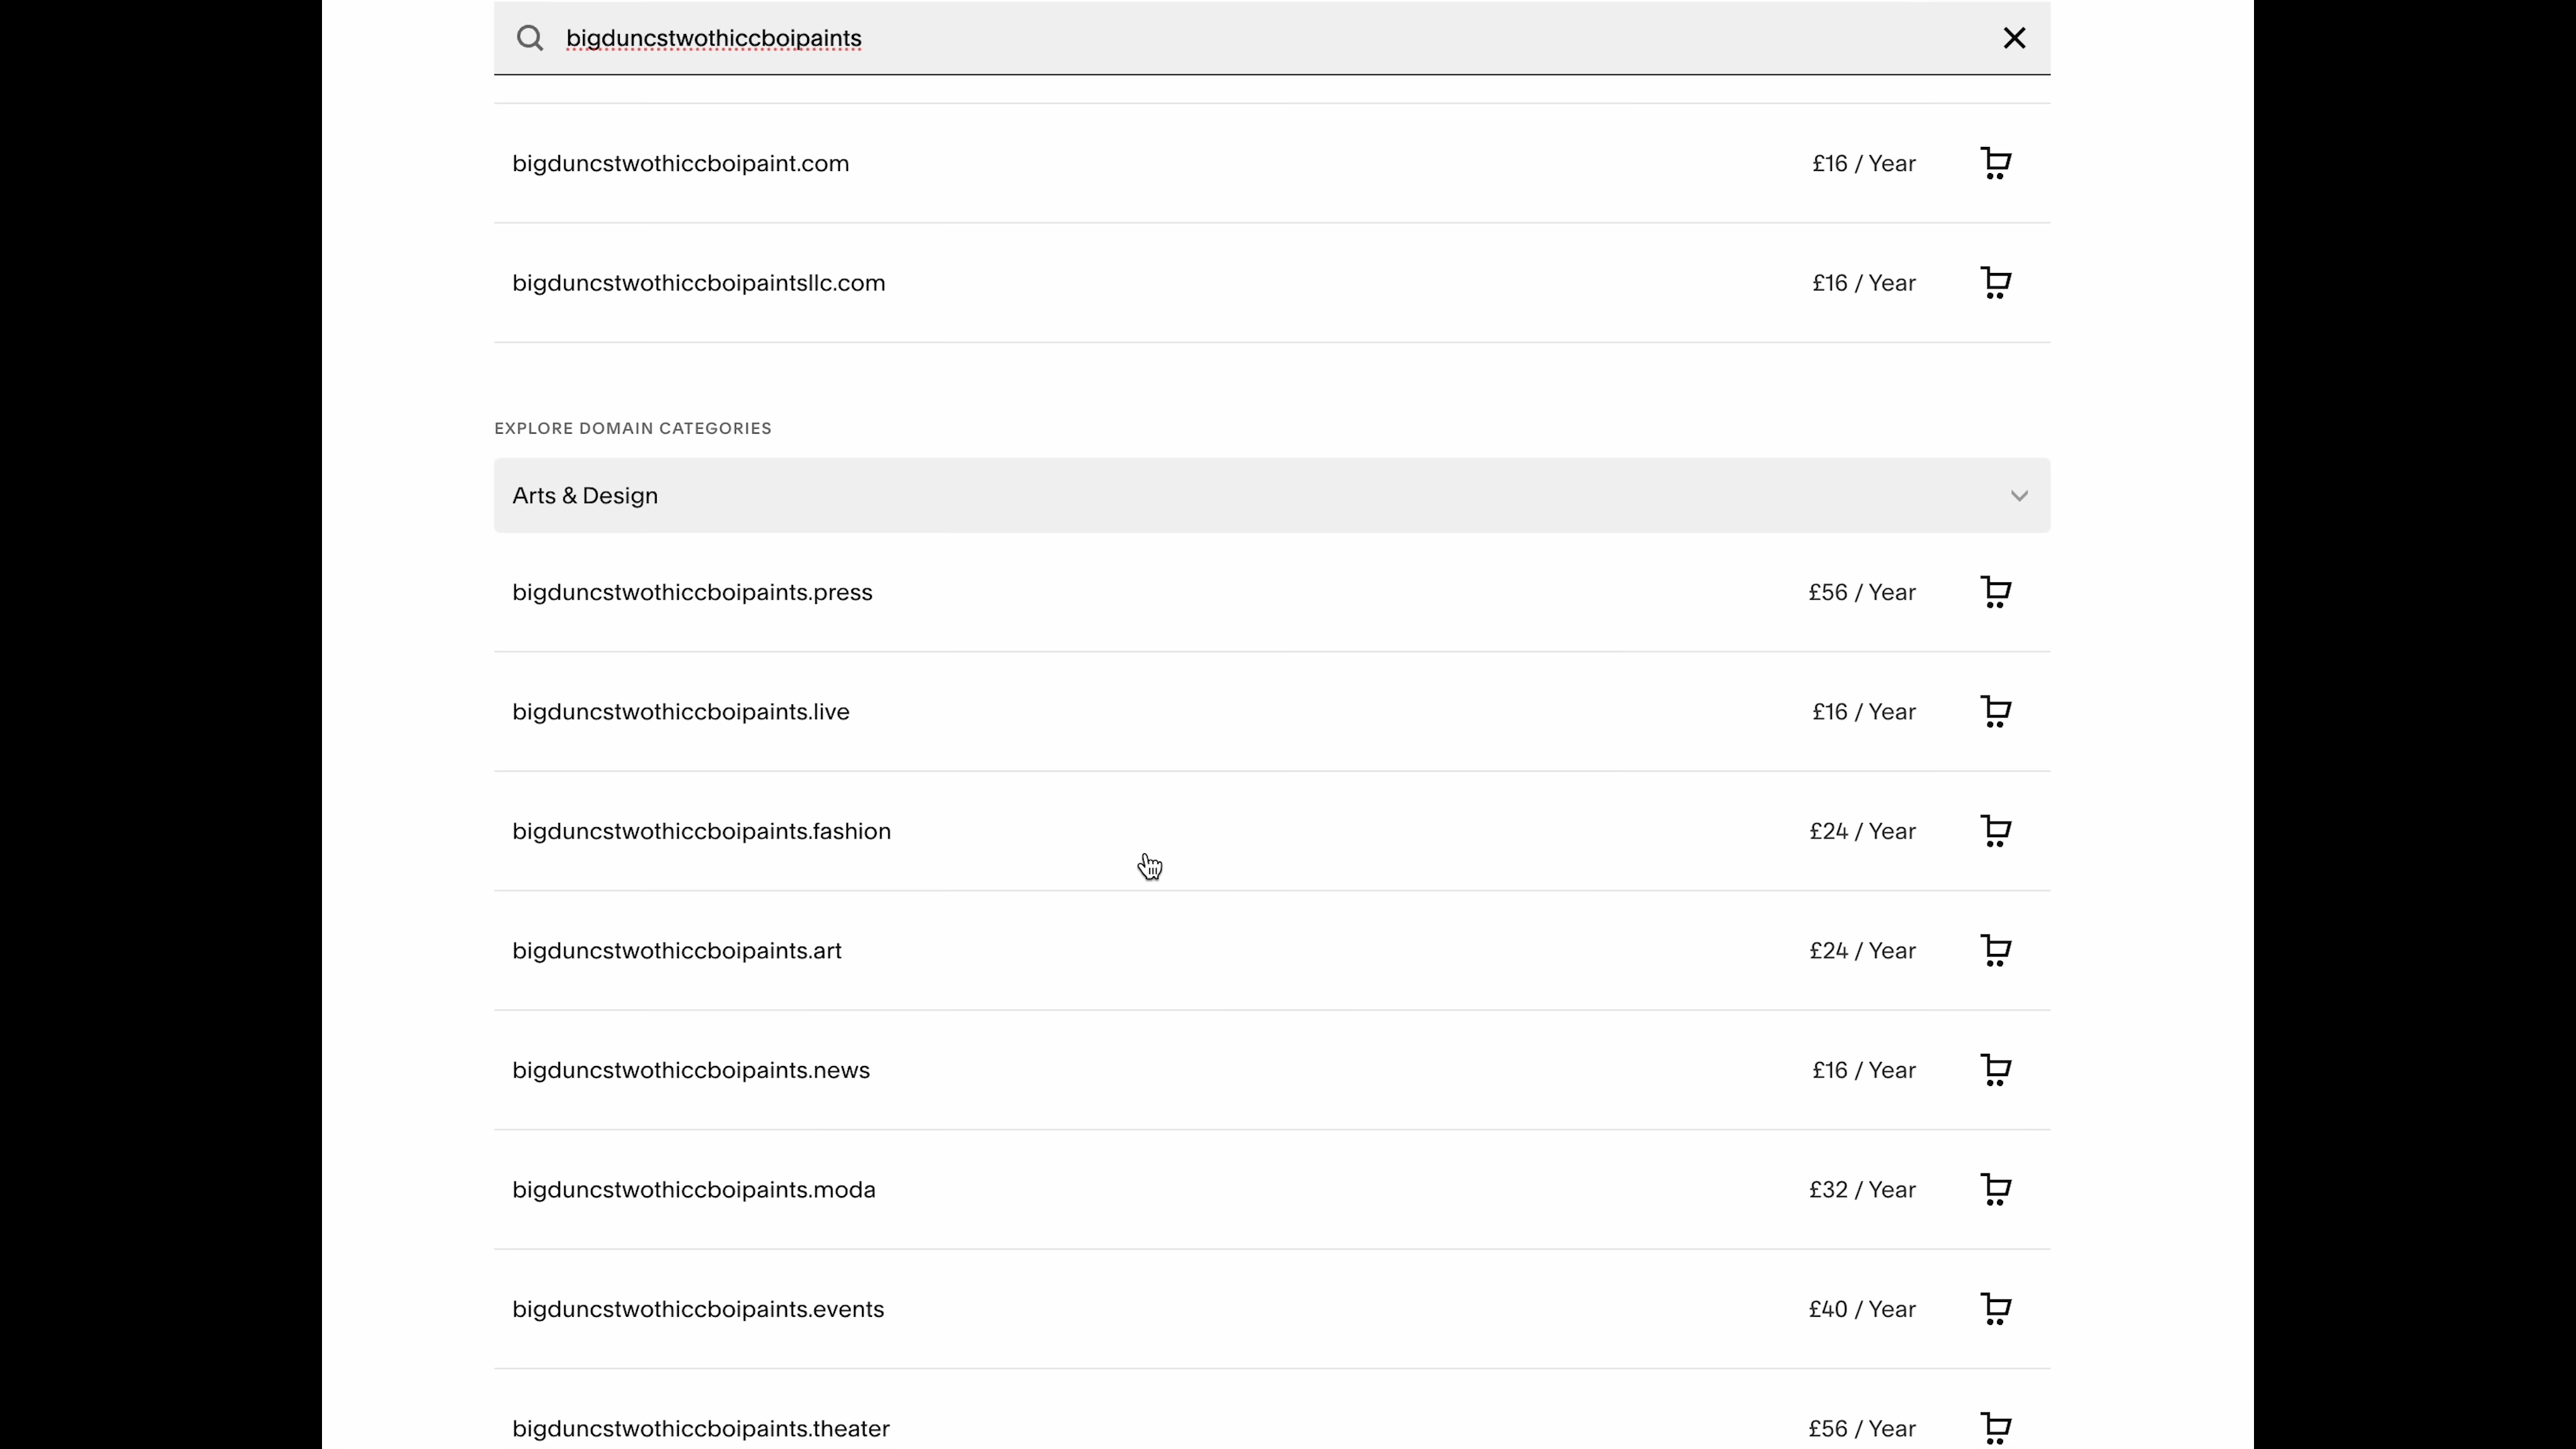 bigduncstwothiccboipaints
bigduncstwothiccboipaint.com £16 / Year
bigduncstwothiccboipaintsllc.com £16 / Year
EXPLORE DOMAIN CATEGORIES
Arts & Design
bigduncstwothiccboipaints.press £56 / Year
bigduncstwothiccboipaints.live £16 / Year
bigduncstwothiccboipaints.fashion £24 / Year
bigduncstwothiccboipaints.art £24 / Year
bigduncstwothiccboipaints.news £16 / Year
bigduncstwothiccboipaints.moda £32 / Year
bigduncstwothiccboipaints.events £40 / Year
bigduncstwothiccboipaints.theater £56 / Year